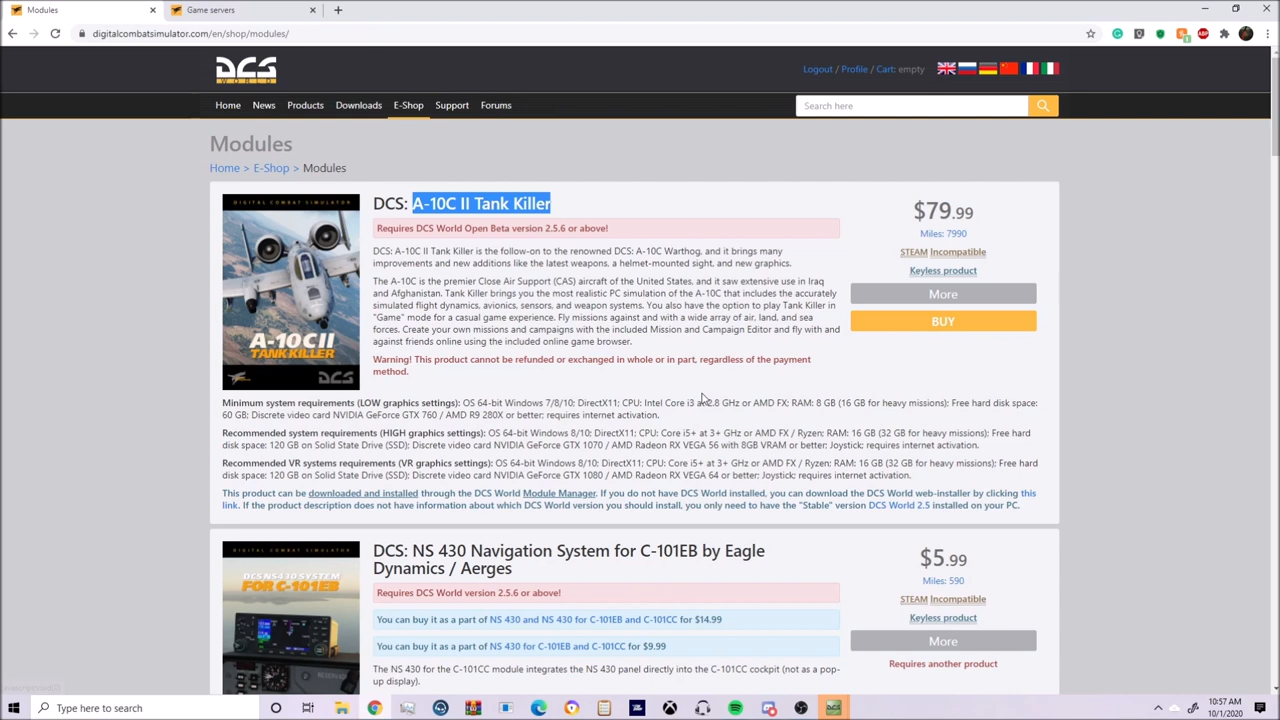 Modules
Game servers
digitalcombatsimulator.com/en/shop/modules/
DCS
WORLD
Logout / Profile / Cart: empty
Home News Products Downloads E-Shop Support Forums
Search here
Modules
Home > E-Shop > Modules
DIGITAL COMBAT SIMULATOR
A-10C II
TANK KILLER
DCS
DCS: A-10C II Tank Killer
Requires DCS World Open Beta version 2.5.6 or above!
DCS: A-10C II Tank Killer is the follow-on to the renowned DCS: A-10C Warthog, and it brings many
improvements and new additions like the latest weapons, a helmet-mounted sight, and new graphics.
The A-10C is the premier Close Air Support (CAS) aircraft of the United States, and it saw extensive use in Iraq
and Afghanistan. Tank Killer brings you the most realistic PC simulation of the A-10C that includes the accurately
simulated flight dynamics, avionics, sensors, and weapon systems. You also have the option to play Tank Killer in
"Game" mode for a casual game experience. Fly missions against and with a wide array of air, land, and sea
forces. Create your own missions and campaigns with the included Mission and Campaign Editor and fly with and
against friends online using the included online game browser.
Warning! This product cannot be refunded or exchanged in whole or in part, regardless of the payment
method.
$79.99
Miles: 7990
STEAM Incompatible
Keyless product
More
BUY
Minimum system requirements (LOW graphics settings): OS 64-bit Windows 7/8/10; DirectX11; CPU: Intel Core i3 at 2.8 GHz or AMD FX; RAM: 8 GB (16 GB for heavy missions); Free hard disk space:
60 GB; Discrete video card NVIDIA GeForce GTX 760 / AMD R9 280X or better; requires internet activation.
Recommended system requirements (HIGH graphics settings): OS 64-bit Windows 8/10; DirectX11; CPU: Core i5+ at 3+ GHz or AMD FX / Ryzen; RAM: 16 GB (32 GB for heavy missions); Free hard
disk space: 120 GB on Solid State Drive (SSD); Discrete video card NVIDIA GeForce GTX 1070 / AMD Radeon RX VEGA 56 with 8GB VRAM or better; Joystick; requires internet activation.
Recommended VR systems requirements (VR graphics settings): OS 64-bit Windows 8/10; DirectX11; CPU: Core i5+ at 3+ GHz or AMD FX / Ryzen; RAM: 16 GB (32 GB for heavy missions); Free hard
disk space: 120 GB on Solid State Drive (SSD); Discrete video card NVIDIA GeForce GTX 1080 / AMD Radeon RX VEGA 64 or better; Joystick; requires internet activation.
This product can be downloaded and installed through the DCS World Module Manager. If you do not have DCS World installed, you can download the DCS World web-installer by clicking this
link. If the product description does not have information about which DCS World version you should install, you only need to have the "Stable" version DCS World 2.5 installed on your PC.
DIGITAL COMBAT SIMULATOR
DCS NS430 SYSTEM
FOR C-101EB
DCS: NS 430 Navigation System for C-101EB by Eagle
Dynamics / Aerges
Requires DCS World version 2.5.6 or above!
You can buy it as a part of NS 430 and NS 430 for C-101EB and C-101CC for $14.99
You can buy it as a part of NS 430 for C-101EB and C-101CC for $9.99
The NS 430 for the C-101CC module integrates the NS 430 panel directly into the C-101CC cockpit (not as a pop-
up display).
$5.99
Miles: 590
STEAM Incompatible
Keyless product
More
Requires another product
Type here to search
10:57 AM
10/1/2020